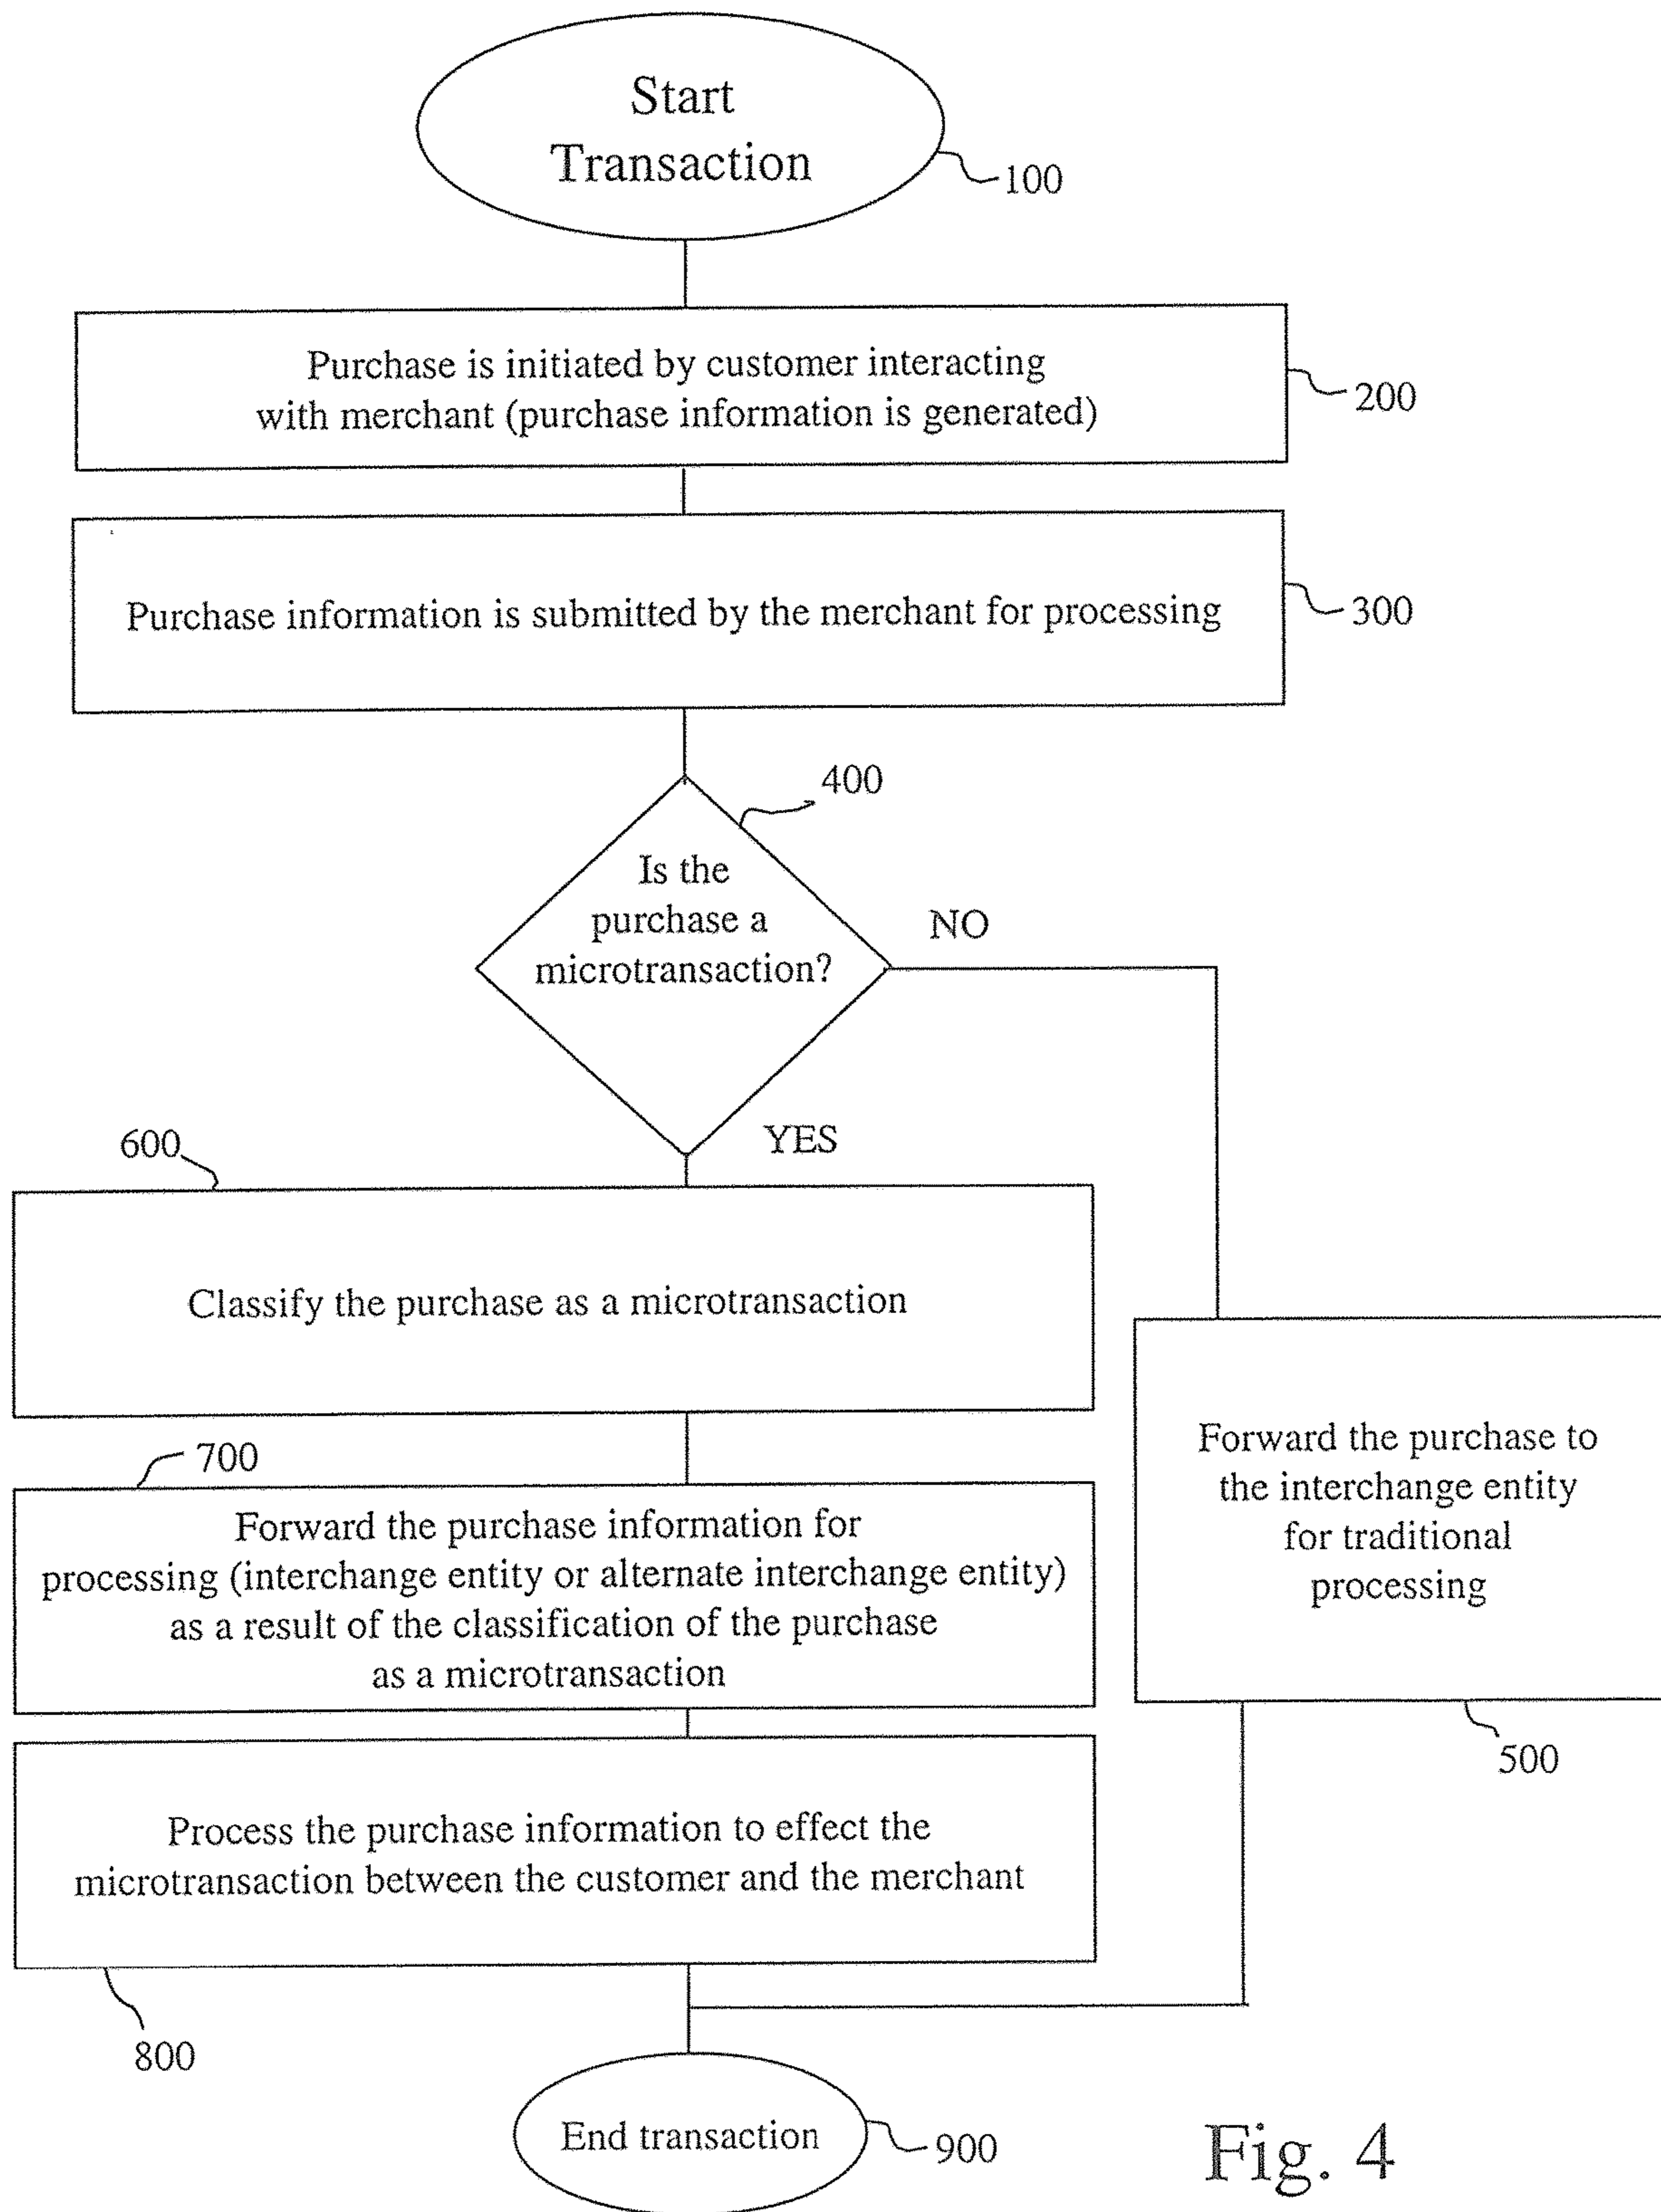 Start
Transaction
100
Purchase is initiated by customer interacting
with merchant (purchase information is generated)
200
Purchase information is submitted by the merchant for processing
300
400
Is the
purchase a
microtransaction?
NO
YES
600
Classify the purchase as a microtransaction
700
Forward the purchase information for
processing (interchange entity or alternate interchange entity)
as a result of the classification of the purchase
as a microtransaction
Forward the purchase to
the interchange entity
for traditional
processing
500
Process the purchase information to effect the
microtransaction between the customer and the merchant
800
End transaction
900
Fig. 4